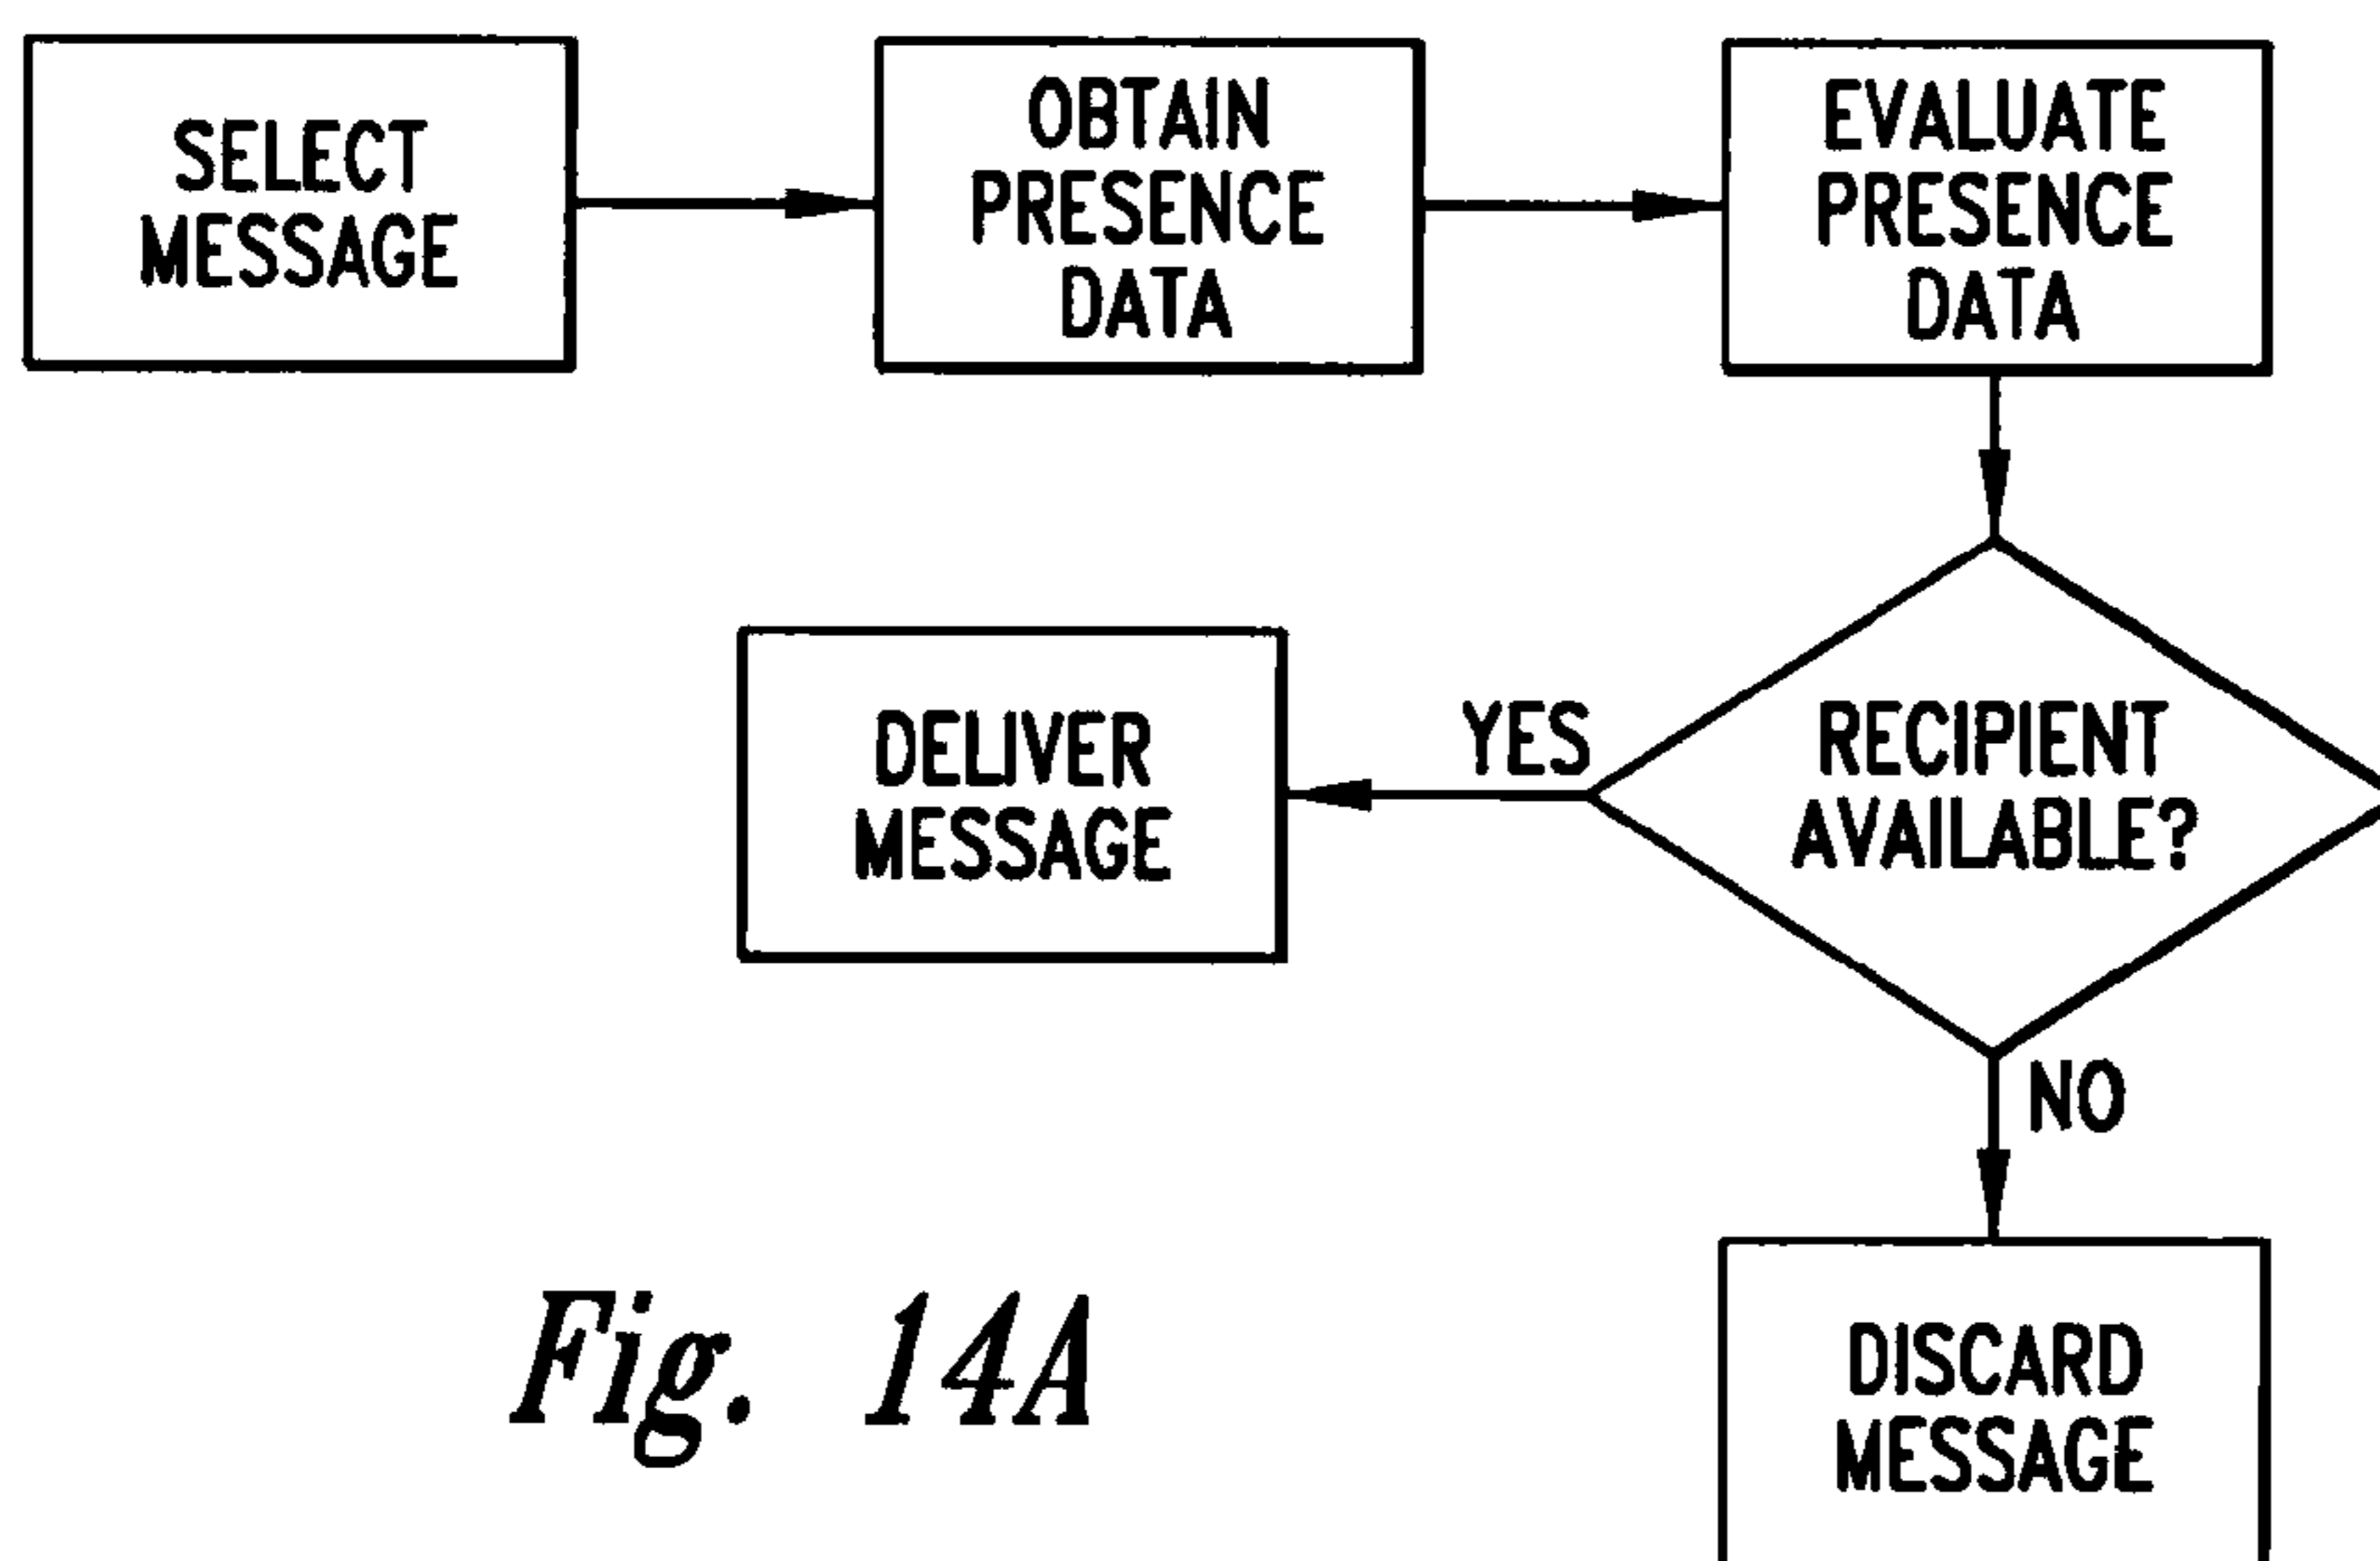 SELECT
MESSAGE
OBTAIN
PRESENCE
DATA
EVALUATE
PRESENCE
DATA
DELIVER
MESSAGE
YES
RECIPIENT
AVAILABLE?
NO
DISCARD
MESSAGE
Fig. 14A